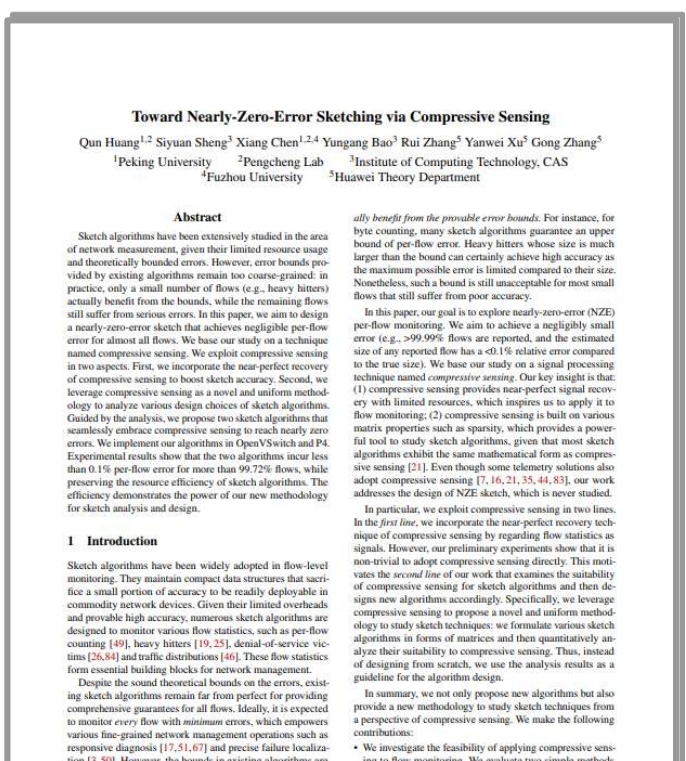 Toward Nearly-Zero-Error Sketching via Compressive Sensing
Qun Huang1,2 Siyuan Sheng3 Xiang Chen1,2,4 Yungang Bao3 Rui Zhang5 Yanwei Xu5 Gong Zhang5
1Peking University 2Pengcheng Lab 3Institute of Computing Technology, CAS
4Fuzhou University 5Huawei Theory Department
Abstract
Sketch algorithms have been extensively studied in the area
of network measurement, given their limited resource usage
and theoretically bounded errors. However, error bounds pro-
vided by existing algorithms remain too coarse-grained: in
practice, only a small number of flows (e.g., heavy hitters)
actually benefit from the bounds, while the remaining flows
still suffer from serious errors. In this paper, we aim to design
a nearly-zero-error sketch that achieves negligible per-flow
error for almost all flows. We base our study on a technique
named compressive sensing. We exploit compressive sensing
in two aspects. First, we incorporate the near-perfect recovery
of compressive sensing to boost sketch accuracy. Second, we
leverage compressive sensing as a novel and uniform method-
ology to analyze various design choices of sketch algorithms.
Guided by the analysis, we propose two sketch algorithms that
seamlessly embrace compressive sensing to reach nearly zero
errors. We implement our algorithms in OpenVSwitch and P4.
Experimental results show that the two algorithms incur less
than 0.1% per-flow error for more than 99.72% flows, while
preserving the resource efficiency of sketch algorithms. The
efficiency demonstrates the power of our new methodology
for sketch analysis and design.
1 Introduction
Sketch algorithms have been widely adopted in flow-level
monitoring. They maintain compact data structures that sacri-
fice a small portion of accuracy to be readily deployable in
commodity network devices. Given their limited overheads
and provable high accuracy, numerous sketch algorithms are
designed to monitor various flow statistics, such as per-flow
counting [49], heavy hitters [19, 25], denial-of-service vic-
tims [26,84] and traffic distributions [46]. These flow statistics
form essential building blocks for network management.
Despite the sound theoretical bounds on the errors, exist-
ing sketch algorithms remain far from perfect for providing
comprehensive guarantees for all flows. Ideally, it is expected
to monitor every flow with minimum errors, which empowers
various fine-grained network management operations such as
responsive diagnosis [17,51,67] and precise failure localiza-
tion [3,50]. However, the bounds in existing algorithms are
ally benefit from the provable error bounds. For instance, for
byte counting, many sketch algorithms guarantee an upper
bound of per-flow error. Heavy hitters whose size is much
larger than the bound can certainly achieve high accuracy as
the maximum possible error is limited compared to their size.
Nonetheless, such a bound is still unacceptable for most small
flows that still suffer from poor accuracy.
In this paper, our goal is to explore nearly-zero-error (NZE)
per-flow monitoring. We aim to achieve a negligibly small
error (e.g., >99.99% flows are reported, and the estimated
size of any reported flow has a <0.1% relative error compared
to the true size). We base our study on a signal processing
technique named compressive sensing. Our key insight is that:
(1) compressive sensing provides near-perfect signal recov-
ery with limited resources, which inspires us to apply it to
flow monitoring; (2) compressive sensing is built on various
matrix properties such as sparsity, which provides a power-
ful tool to study sketch algorithms, given that most sketch
algorithms exhibit the same mathematical form as compres-
sive sensing [21]. Even though some telemetry solutions also
adopt compressive sensing [7, 16, 21, 35, 44, 83], our work
addresses the design of NZE sketch, which is never studied.
In particular, we exploit compressive sensing in two lines.
In the first line, we incorporate the near-perfect recovery tech-
nique of compressive sensing by regarding flow statistics as
signals. However, our preliminary experiments show that it is
non-trivial to adopt compressive sensing directly. This moti-
vates the second line of our work that examines the suitability
of compressive sensing for sketch algorithms and then de-
signs new algorithms accordingly. Specifically, we leverage
compressive sensing to propose a novel and uniform method-
ology to study sketch techniques: we formulate various sketch
algorithms in forms of matrices and then quantitatively an-
alyze their suitability to compressive sensing. Thus, instead
of designing from scratch, we use the analysis results as a
guideline for the algorithm design.
In summary, we not only propose new algorithms but also
provide a new methodology to study sketch techniques from
a perspective of compressive sensing. We make the following
contributions:
• We investigate the feasibility of applying compressive sens-
ing to flow monitoring. We evaluate two simple methods